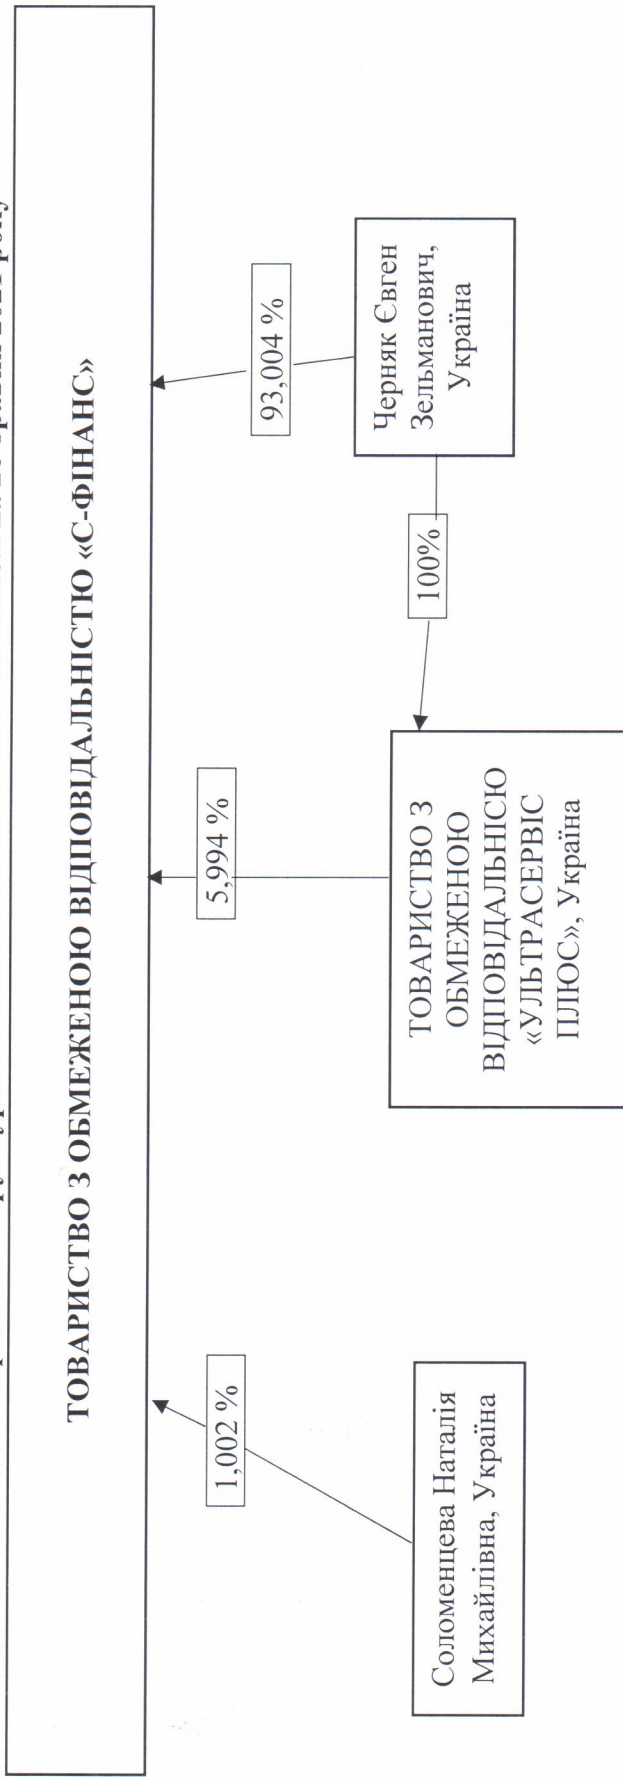 ТОВАРИСТВО З ОБМЕЖЕНОЮ ВІДПОВІДАЛЬНІСТЮ «С-ФІНАНС»
1,002 %
5,994 %
93,004 %
Соломенцева Наталія
Михайлівна, Україна
ТОВАРИСТВО З
ОБМЕЖЕНОЮ
ВІДПОВІДАЛЬНІСЮ
«УЛЬТРАСЕРВІС
ПЛЮС», Україна
100%
Черняк Євген
Зельманович,
Україна